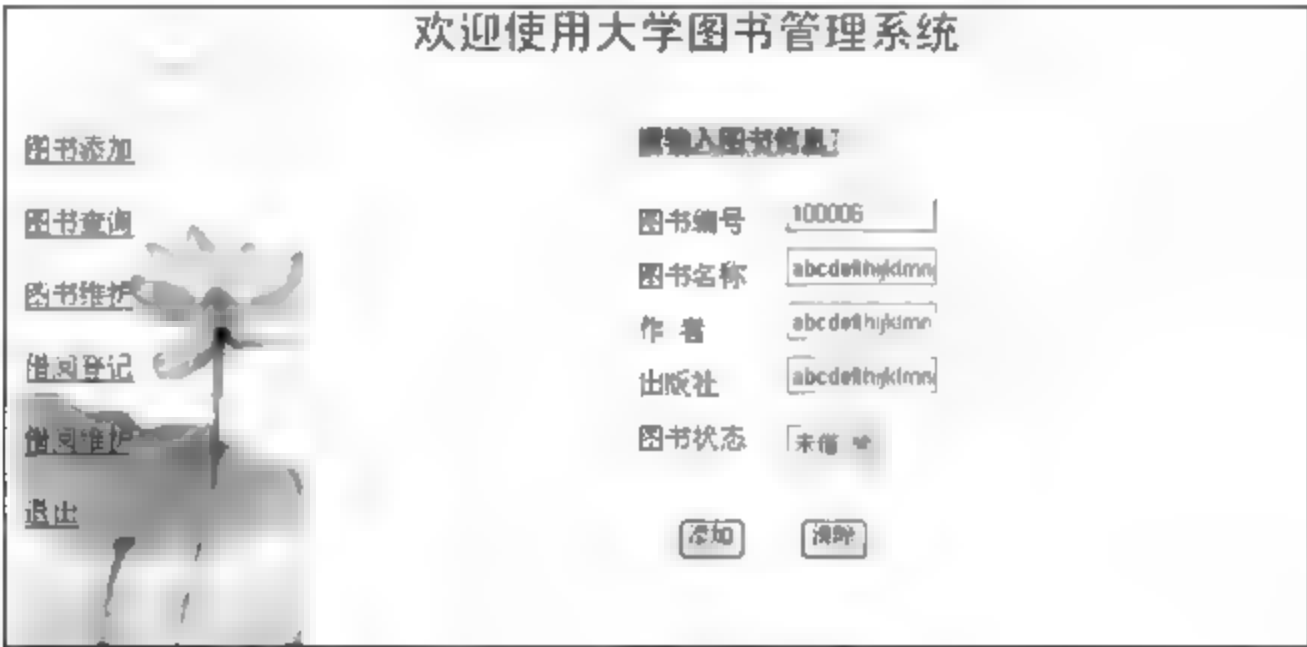 欢迎使用大学图书管理系统
图书添加
图书查询
图书维护
借阅登记
借阅维护
退出
请输入图书信息:
图书编号 100006
图书名称 abcdefihijklmn
作 者 abcdefihijklmn
出版社 abcdefihijklmn
图书状态 未借
添加 清除